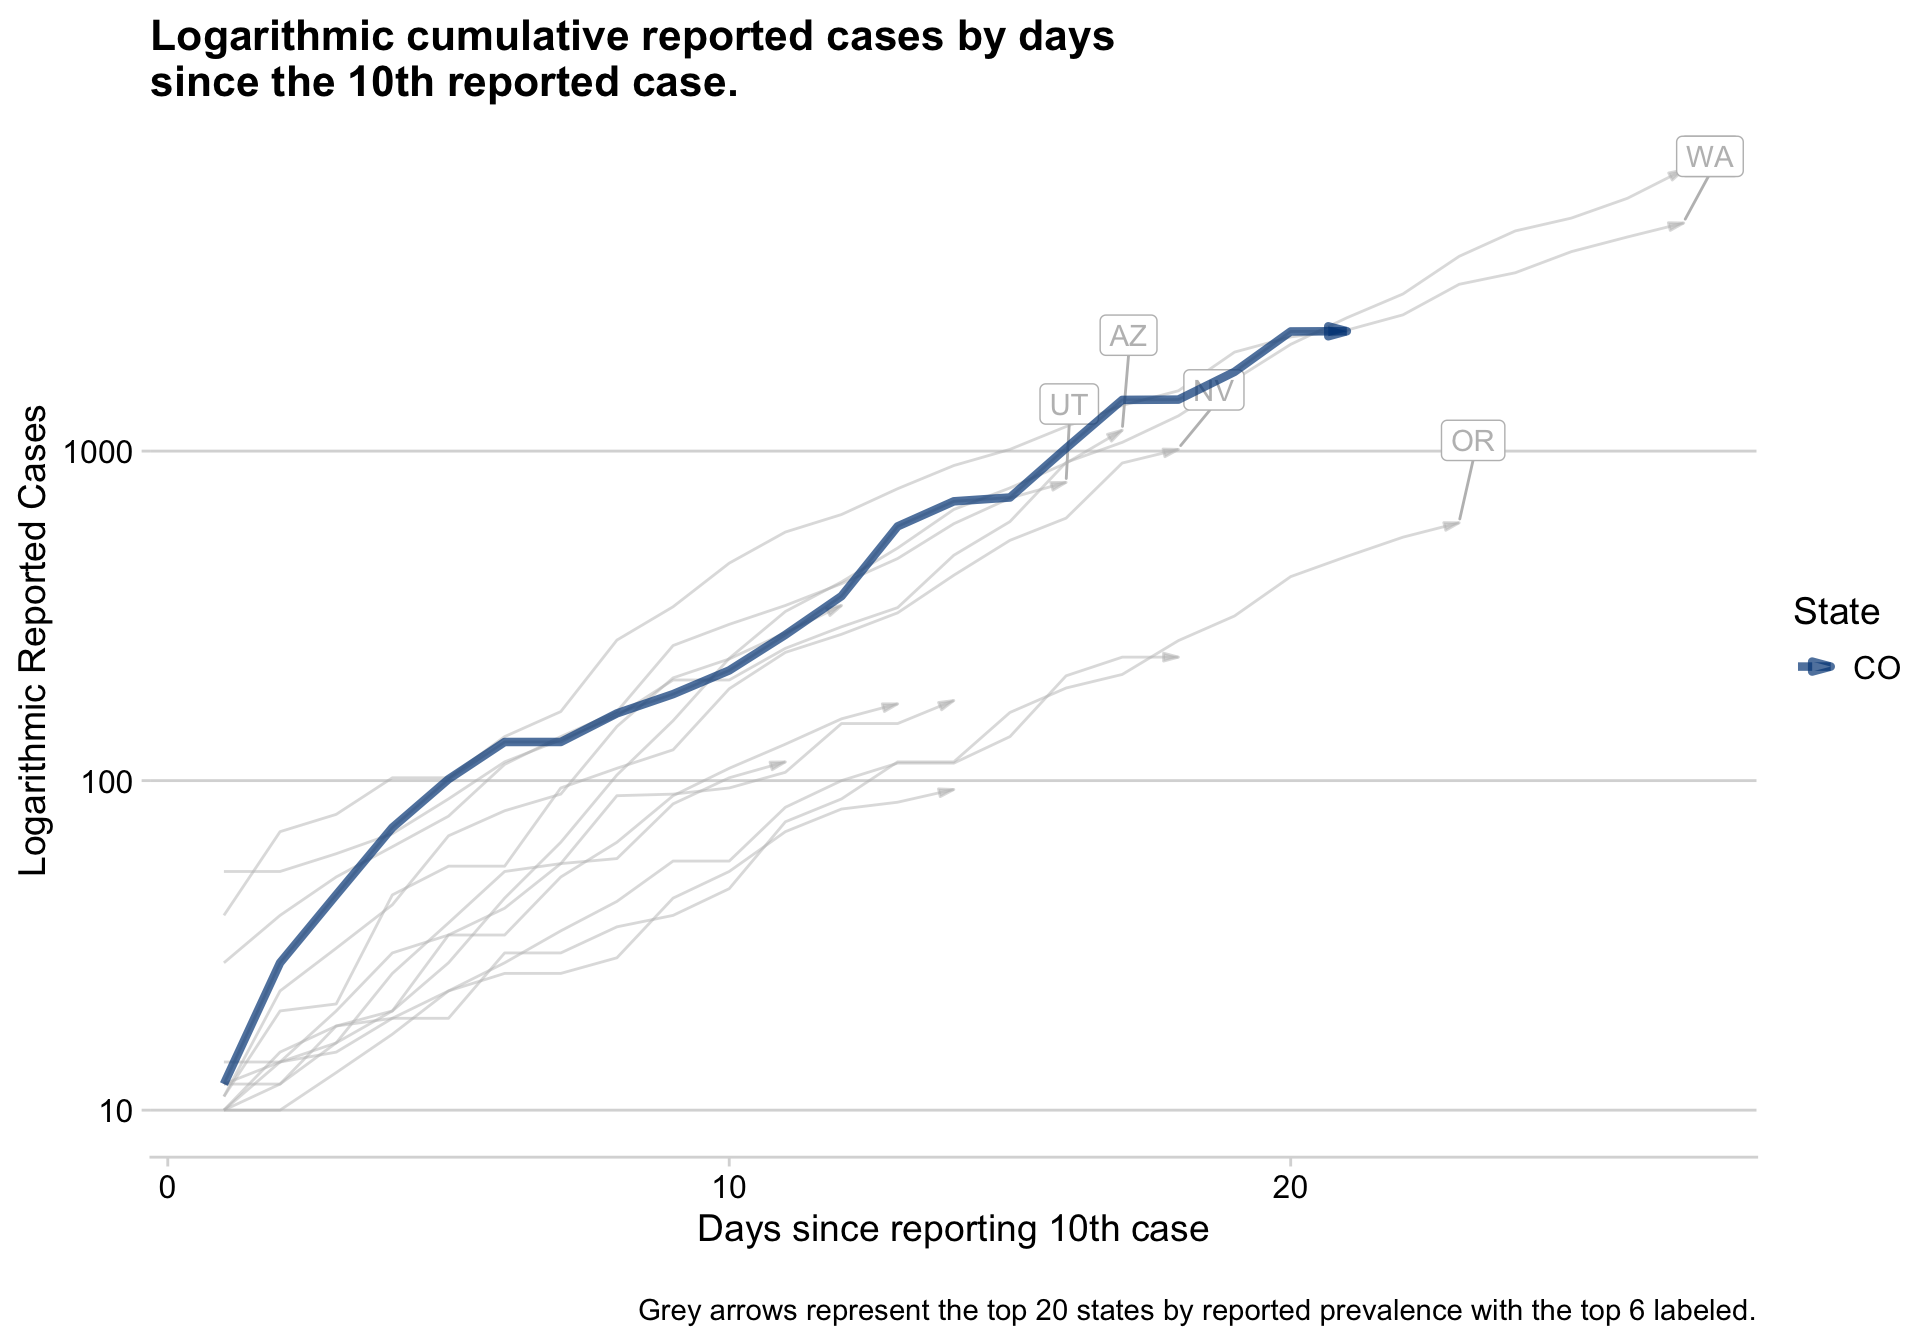 Logarithmic cumulative reported cases by days
since the 10th reported case.
WA
AZ
UT
NV
OR
Logarithmic Reported Cases
1000
100
10
0
10
20
Days since reporting 10th case
State
CO
Grey arrows represent the top 20 states by reported prevalence with the top 6 labeled.